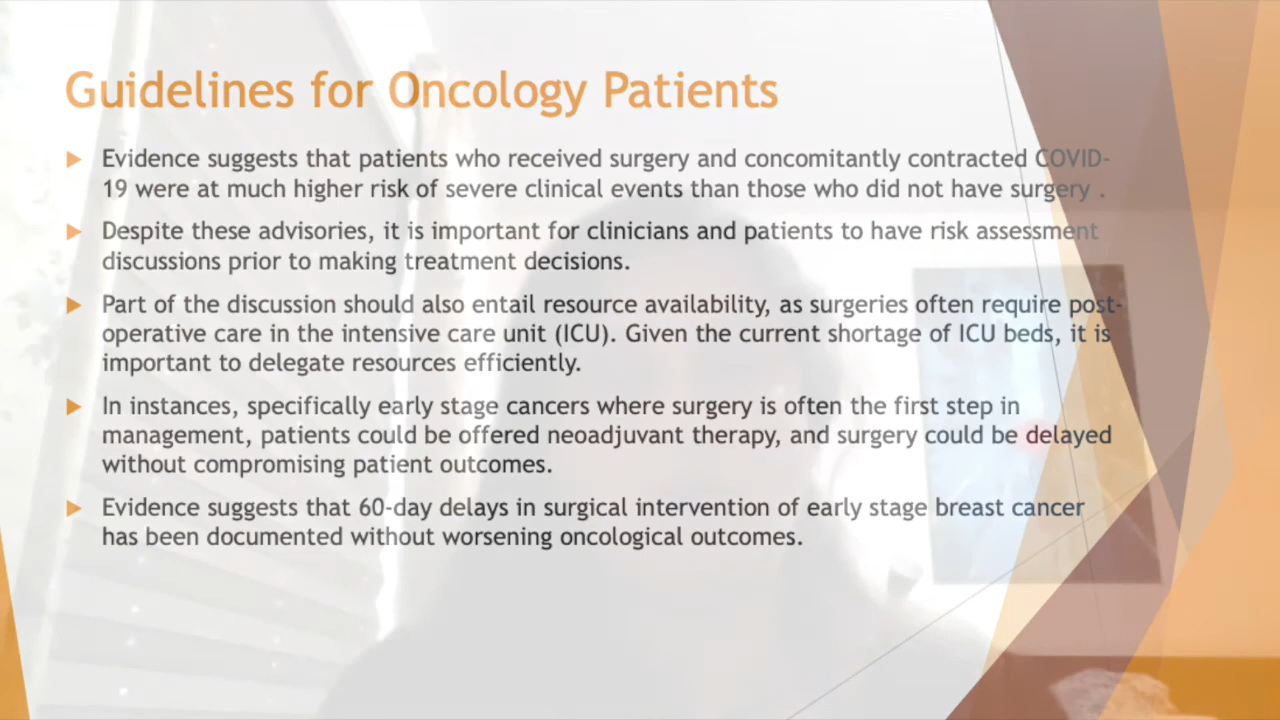 Guidelines for Oncology Patients
Evidence suggests that patients who received surgery and concomitantly contracted COVID-
19 were at much higher risk of severe clinical events than those who did not have surgery .
Despite these advisories, it is important for clinicians and patients to have risk assessment
discussions prior to making treatment decisions.
Part of the discussion should also entail resource availability, as surgeries often require post-
operative care in the intensive care unit (ICU). Given the current shortage of ICU beds, it is
important to delegate resources efficiently.
In instances, specifically early stage cancers where surgery is often the first step in
management, patients could be offered neoadjuvant therapy, and surgery could be delayed
without compromising patient outcomes.
Evidence suggests that 60-day delays in surgical intervention of early stage breast cancer
has been documented without worsening oncological outcomes.